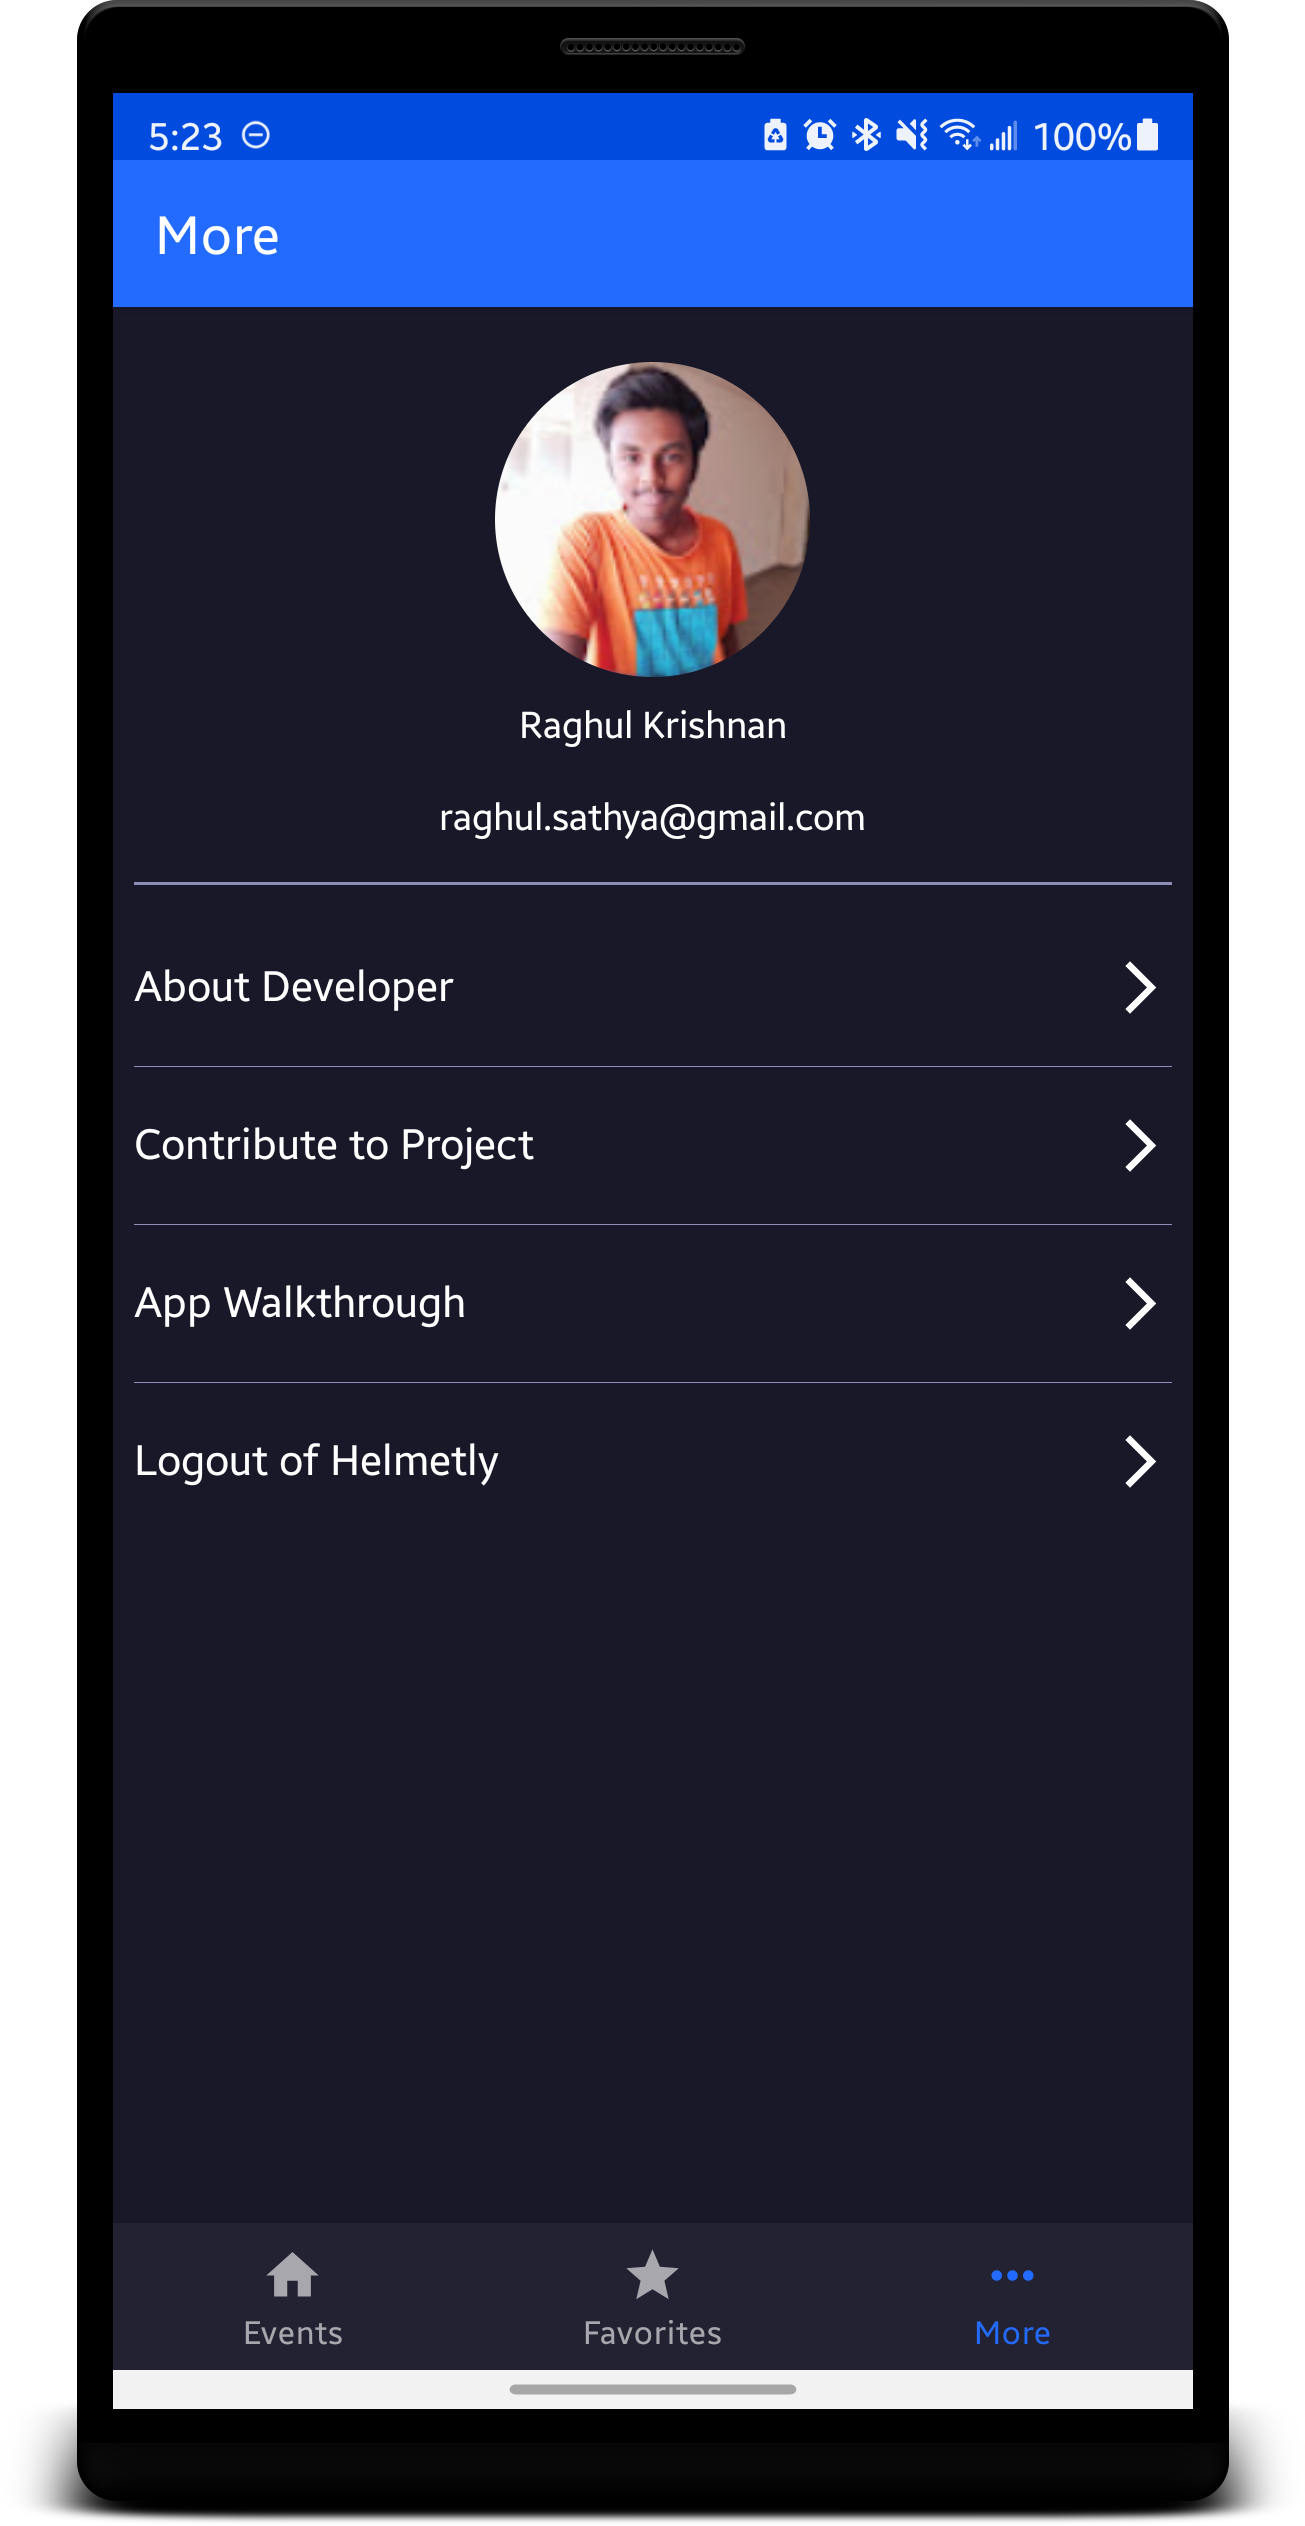 5:23 100%
More
Raghul Krishnan
raghul.sathya@gmail.com
About Developer
Contribute to Project
App Walkthrough
Logout of Helmetly
Events Favorites More